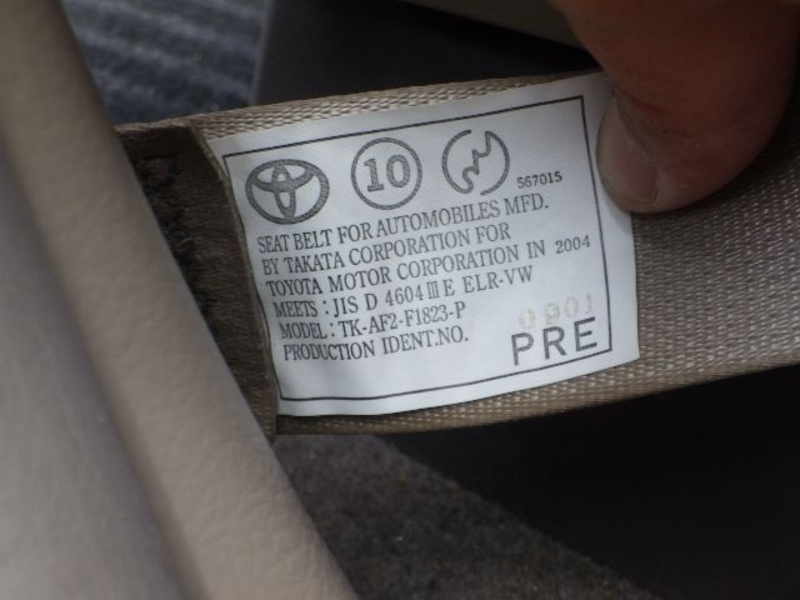 10
567015
SEAT BELT FOR AUTOMOBILES MFD.
BY TAKATA CORPORATION FOR
TOYOTA MOTOR CORPORATION IN 2004
MEETS : JIS D 4604 Ⅲ E ELR-VW
MODEL : TK-AF2-F1823-P
0901
PRODUCTION IDENT.NO.
PRE